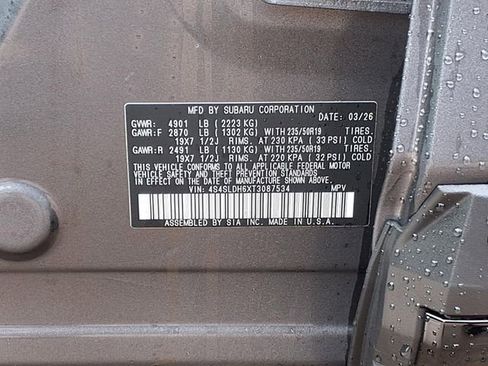 MFD BY SUBARU CORPORATION
DATE: 03/26
GVWR: 4901 LB ( 2223 KG)
GAWR:F 2870 LB ( 1302 KG) WITH 235/50R19 TIRES.
19X7 1/2J RIMS. AT 230 KPA ( 33 PSI) COLD
GAWR:R 2491 LB ( 1130 KG) WITH 235/50R19 TIRES.
19X7 1/2J RIMS. AT 220 KPA ( 32 PSI) COLD
THIS VEHICLE CONFORMS TO ALL APPLICABLE FEDERAL MOTOR
VEHICLE SAFETY AND THEFT PREVENTION STANDARDS
IN EFFECT ON THE DATE OF MANUFACTURE SHOWN ABOVE.
VIN: 4S4SLDH6XT3087534 MPV
ASSEMBLED BY SIA INC. MADE IN U.S.A.